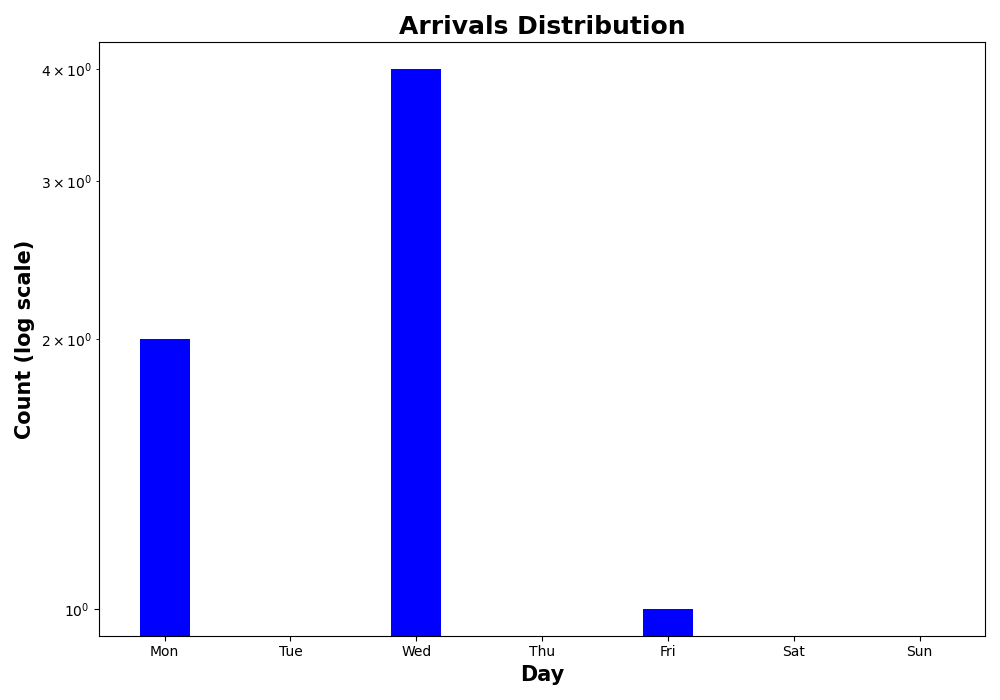 Arrivals Distribution
4 × 10⁰
3 × 10⁰
2 × 10⁰
10⁰
Count (log scale)
Mon Tue Wed Thu Fri Sat Sun
Day